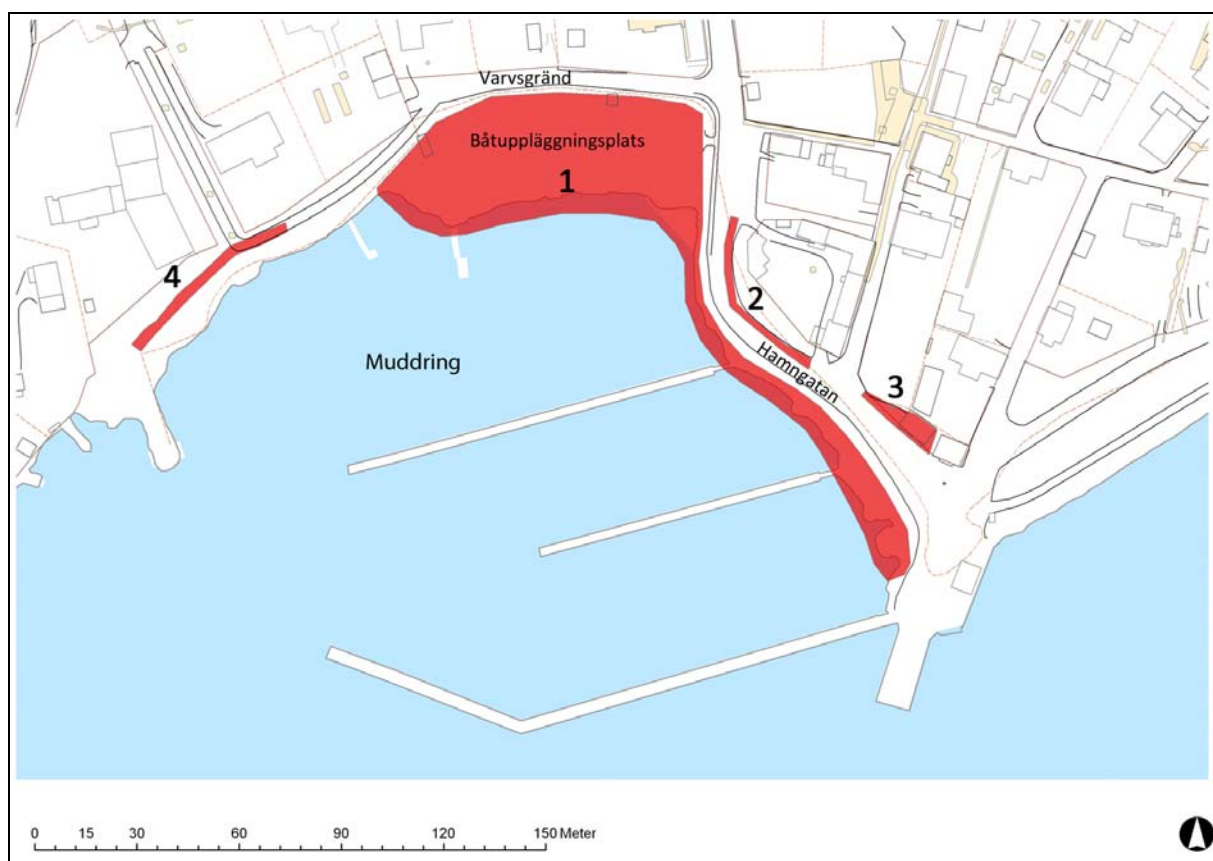 Varvsgränd
Båtuppläggningsplats
1
2
3
4
Hamngatan
Muddring
0 15 30 60 90 120 150 Meter